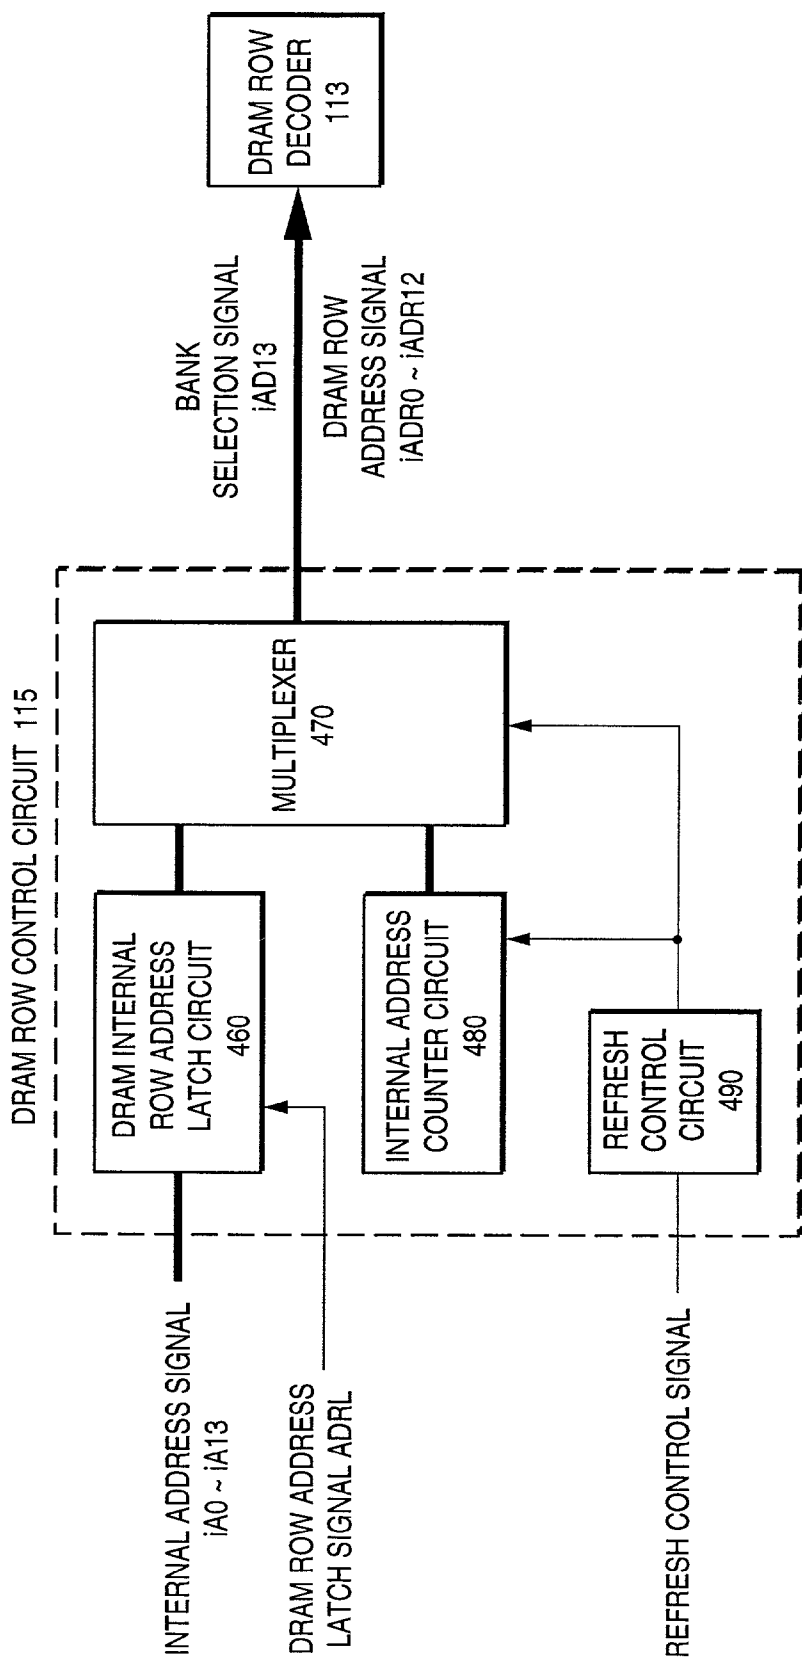 DRAM ROW CONTROL CIRCUIT 115
INTERNAL ADDRESS SIGNAL
iA0 ~ iA13
DRAM ROW ADDRESS
LATCH SIGNAL ADRL
REFRESH CONTROL SIGNAL
DRAM INTERNAL
ROW ADDRESS
LATCH CIRCUIT
460
INTERNAL ADDRESS
COUNTER CIRCUIT
480
REFRESH
CONTROL
CIRCUIT
490
MULTIPLEXER
470
BANK
SELECTION SIGNAL
iAD13
DRAM ROW
ADDRESS SIGNAL
iADR0 ~ iADR12
DRAM ROW
DECODER
113